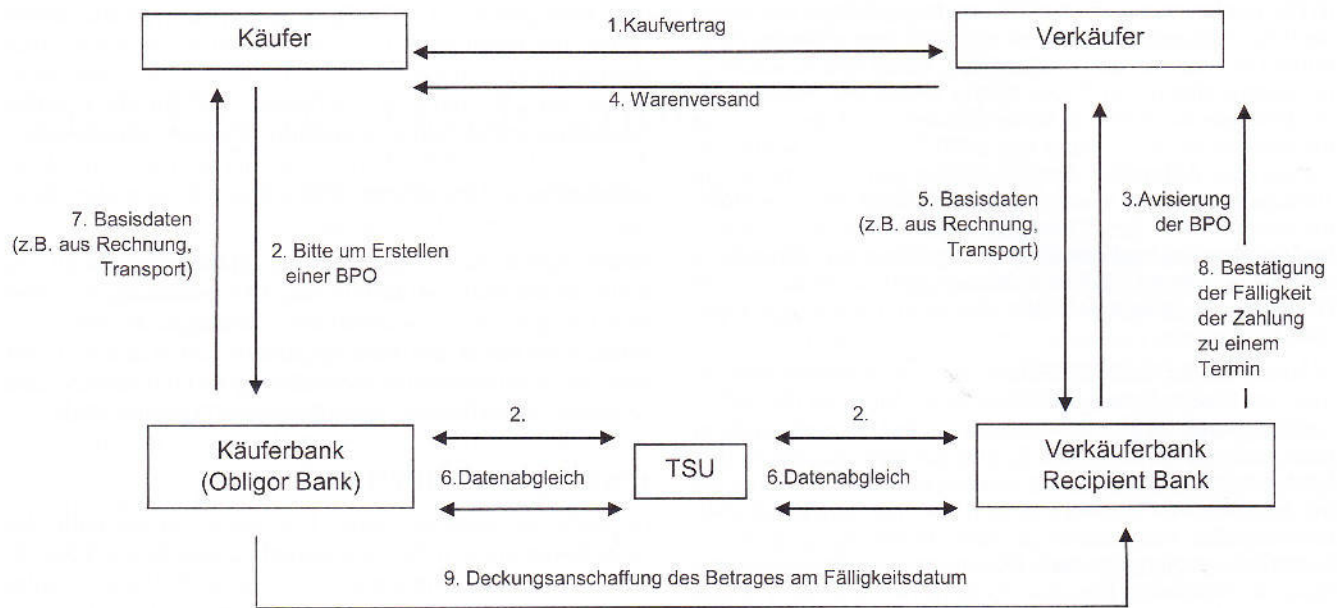 Käufer
1.Kaufvertrag
Verkäufer
4. Warenversand
7. Basisdaten
(z.B. aus Rechnung,
Transport)
2. Bitte um Erstellen
einer BPO
5. Basisdaten
(z.B. aus Rechnung,
Transport)
3.Avisierung
der BPO
8. Bestätigung
der Fälligkeit
der Zahlung
zu einem
Termin
Käuferbank
(Obligor Bank)
2.
6.Datenabgleich
TSU
2.
6.Datenabgleich
Verkäuferbank
Recipient Bank
9. Deckungsanschaffung des Betrages am Fälligkeitsdatum